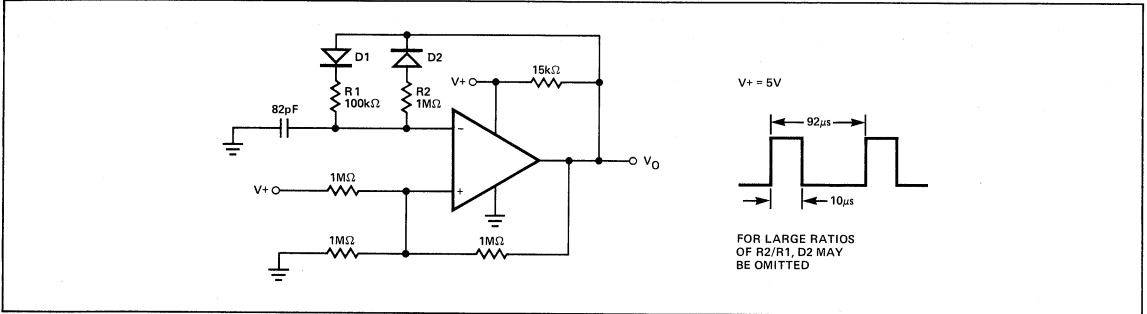 D1
D2
V+
15kΩ
V+ = 5V
R1
100kΩ
R2
1MΩ
82pF
92μs
−
+
VO
V+
1MΩ
10μs
1MΩ
1MΩ
FOR LARGE RATIOS
OF R2/R1, D2 MAY
BE OMITTED